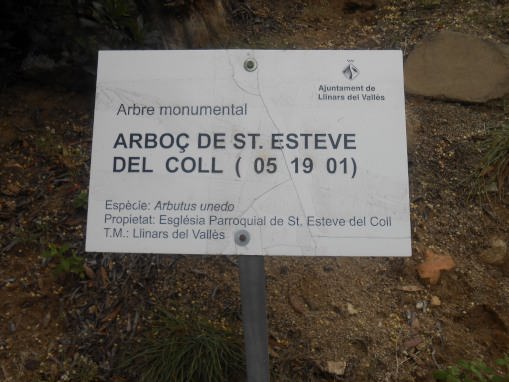 Ajuntament de
Llinars del Vallès
Arbre monumental
ARBOÇ DE ST. ESTEVE
DEL COLL ( 05 19 01)
Espècie: Arbutus unedo
Propietat: Església Parroquial de St. Esteve del Coll
T.M.: Llinars del Vallès